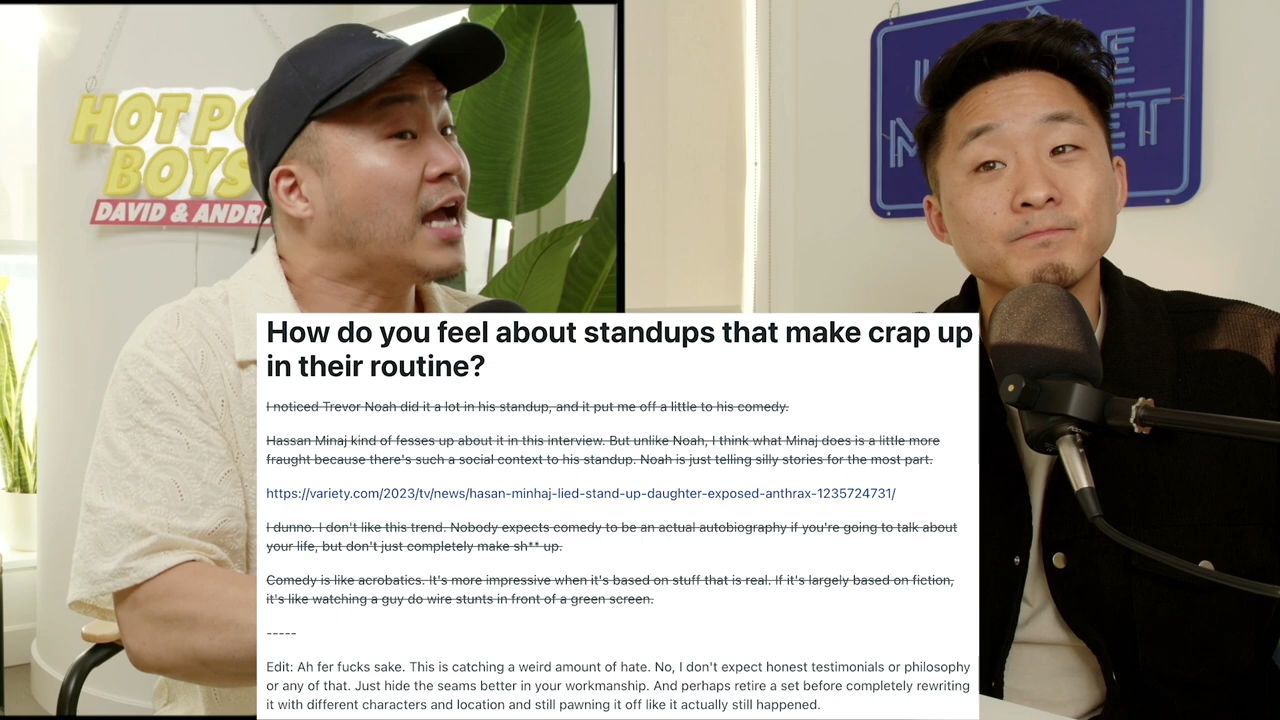 HOT PO
BOYS
DAVID & ANDR
How do you feel about standups that make crap up
in their routine?
I noticed Trevor Noah did it a lot in his standup, and it put me off a little to his comedy.
Hassan Minaj kind of fesses up about it in this interview. But unlike Noah, I think what Minaj does is a little more
fraught because there's such a social context to his standup. Noah is just telling silly stories for the most part.
https://variety.com/2023/tv/news/hasan-minhaj-lied-stand-up-daughter-exposed-anthrax-1235724731/
I dunno. I don't like this trend. Nobody expects comedy to be an actual autobiography if you're going to talk about
your life, but don't just completely make sh** up.
Comedy is like acrobatics. It's more impressive when it's based on stuff that is real. If it's largely based on fiction,
it's like watching a guy do wire stunts in front of a green screen.
-----
Edit: Ah fer fucks sake. This is catching a weird amount of hate. No, I don't expect honest testimonials or philosophy
or any of that. Just hide the seams better in your workmanship. And perhaps retire a set before completely rewriting
it with different characters and location and still pawning it off like it actually still happened.